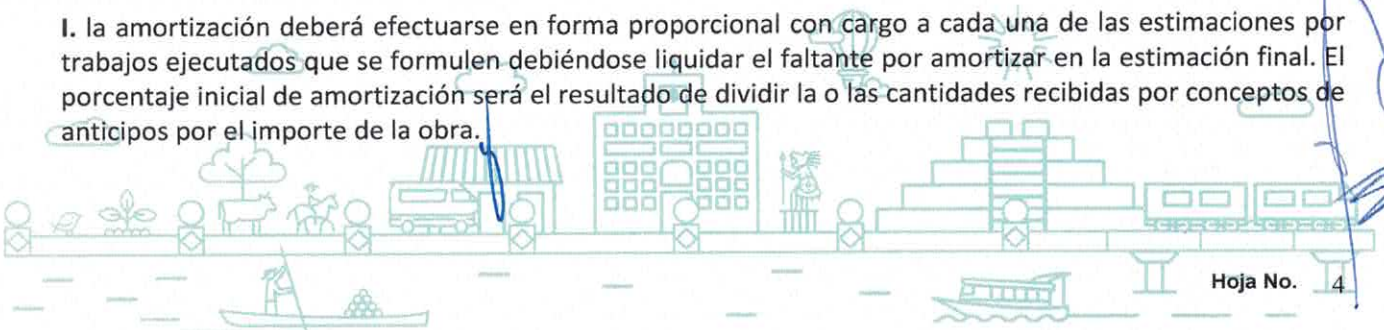 I. la amortización deberá efectuarse en forma proporcional con cargo a cada una de las estimaciones por
trabajos ejecutados que se formulen debiéndose liquidar el faltante por amortizar en la estimación final. El
porcentaje inicial de amortización será el resultado de dividir la o las cantidades recibidas por conceptos de
anticipos por el importe de la obra.
Hoja No. 4